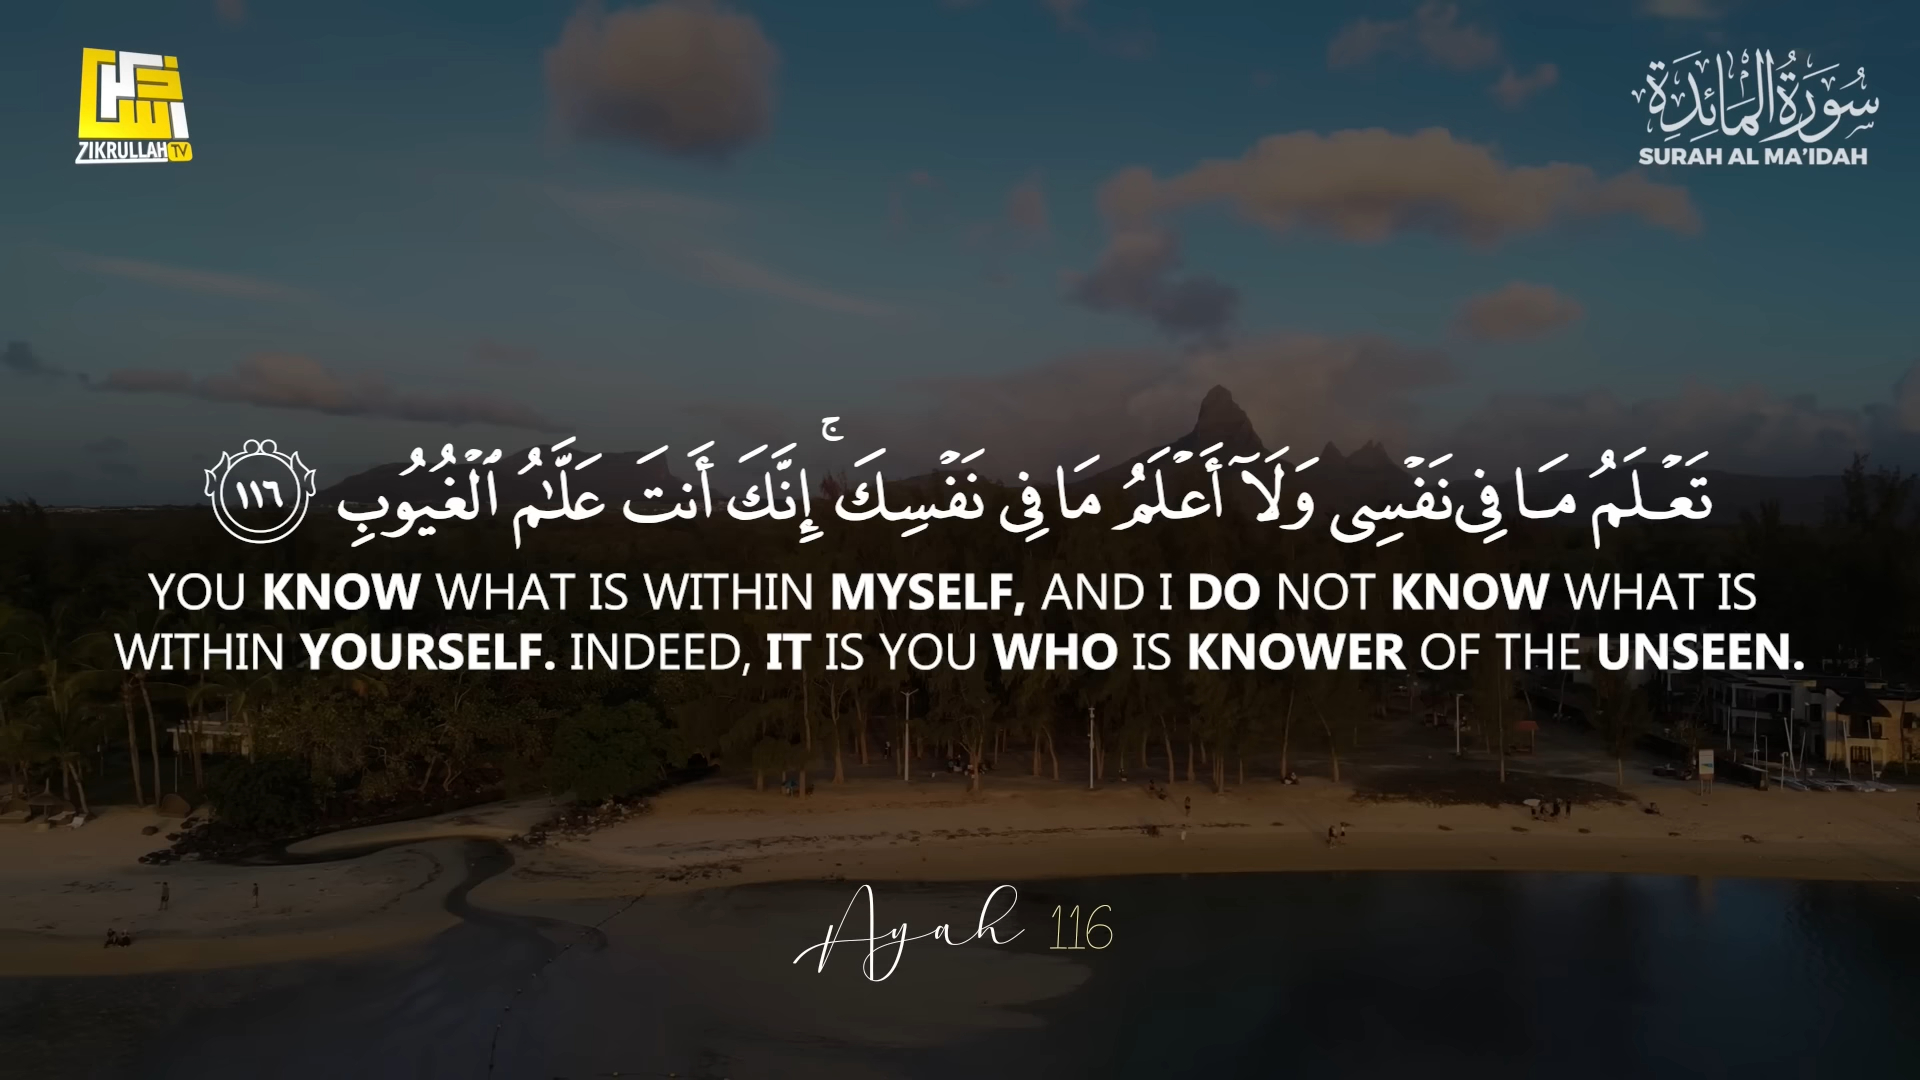 ذكر الله
ZIKRULLAH TV
سُورَةُ المَائِدَةِ
SURAH AL MA'IDAH
تَعْلَمُ مَا فِى نَفْسِى وَلَآ أَعْلَمُ مَا فِى نَفْسِكَ ۚ إِنَّكَ أَنتَ عَلَّٰمُ ٱلْغُيُوبِ ١١٦
YOU KNOW WHAT IS WITHIN MYSELF, AND I DO NOT KNOW WHAT IS
WITHIN YOURSELF. INDEED, IT IS YOU WHO IS KNOWER OF THE UNSEEN.
Ayah 116